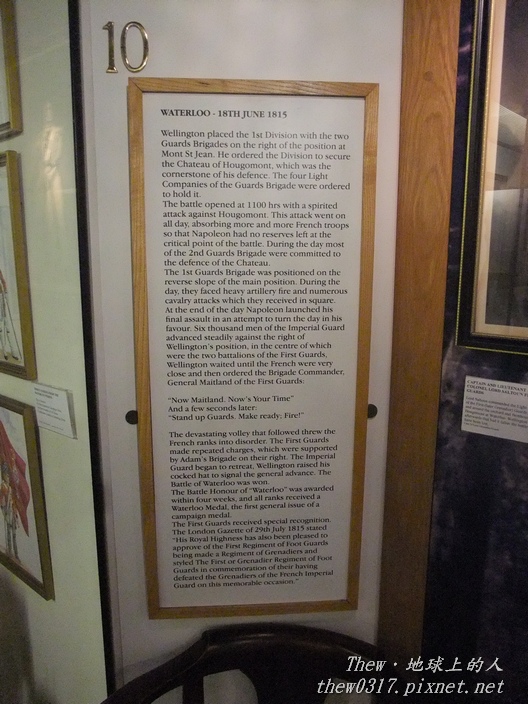 10
WATERLOO - 18TH JUNE 1815
Wellington placed the 1st Division with the two
Guards Brigades on the right of the position at
Mont St Jean. He ordered the Division to secure
the Chateau of Hougomont, which was the
cornerstone of his defence. The four Light
Companies of the Guards Brigade were ordered
to hold it.
The battle opened at 1100 hrs with a spirited
attack against Hougomont. This attack went on
all day, absorbing more and more French troops
so that Napoleon had no reserves left at the
critical point of the battle. During the day most
of the 2nd Guards Brigade were committed to
the defence of the Chateau.
The 1st Guards Brigade was positioned on the
reverse slope of the main position. During the
day, they faced heavy artillery fire and numerous
cavalry attacks which they received in square.
At the end of the day Napoleon launched his
final assault in an attempt to turn the day in his
favour. Six thousand men of the Imperial Guard
advanced steadily against the right of
Wellington's position, in the centre of which
were the two battalions of the First Guards,
Wellington waited until the French were very
close and then ordered the Brigade Commander,
General Maitland of the First Guards:
"Now Maitland. Now's Your Time"
And a few seconds later:
"Stand up Guards. Make ready; Fire!"
The devastating volley that followed threw the
French ranks into disorder. The First Guards
made repeated charges, which were supported
by Adam's Brigade on their right. The Imperial
Guard began to retreat, Wellington raised his
cocked hat to signal the general advance. The
Battle of Waterloo was won.
The Battle Honour of "Waterloo" was awarded
within four weeks, and all ranks received a
Waterloo Medal, the first general issue of a
campaign medal.
The First Guards received special recognition.
The London Gazette of 29th July 1815 stated
"His Royal Highness has also been pleased to
approve of the First Regiment of Foot Guards
being made a Regiment of Grenadiers and
styled The First or Grenadier Regiment of Foot
Guards in commemoration of their having
defeated the Grenadiers of the French Imperial
Guard on this memorable occasion."
CAPTAIN AND LIEUTENANT
COLONEL LORD SALTOUN
GUARDS
Thew · 地球上的人
thew0317.pixnet.net